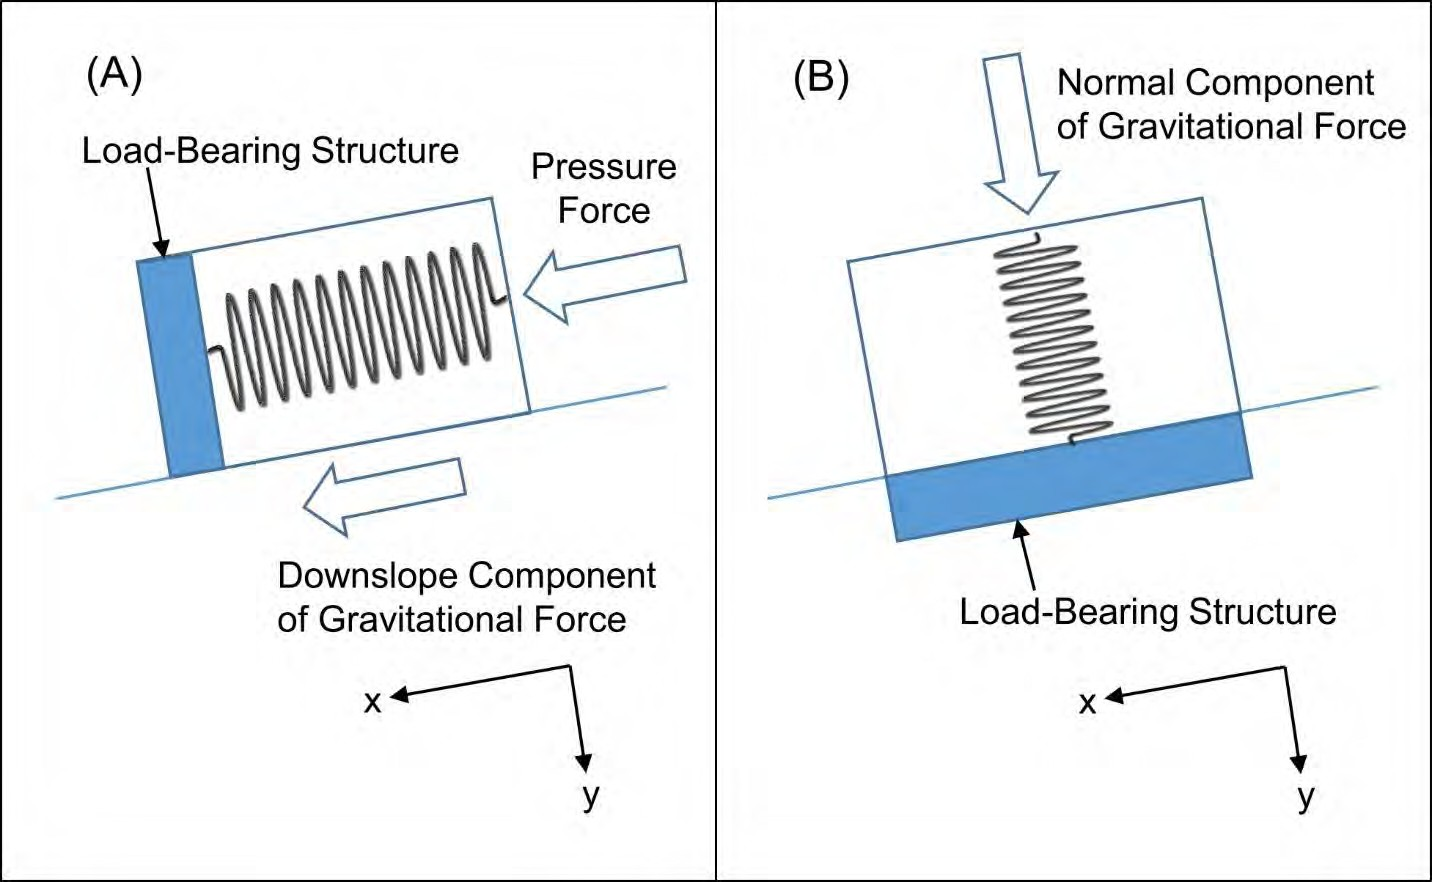 (A)
Load-Bearing Structure
Pressure
Force
Downslope Component
of Gravitational Force
x
y
(B)
Normal Component
of Gravitational Force
Load-Bearing Structure
x
y